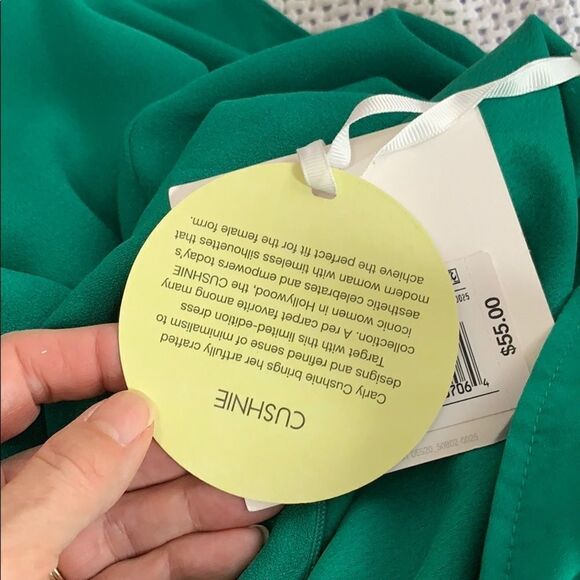 CUSHNIE
Carly Cushnie brings her artfully crafted
designs and refined sense of minimalism to
Target with this limited-edition dress
collection. A red carpet favorite among many
iconic women in Hollywood, the CUSHNIE
aesthetic celebrates and empowers today's
modern woman with timeless silhouettes that
achieve the perfect fit for the female form.
$55.00